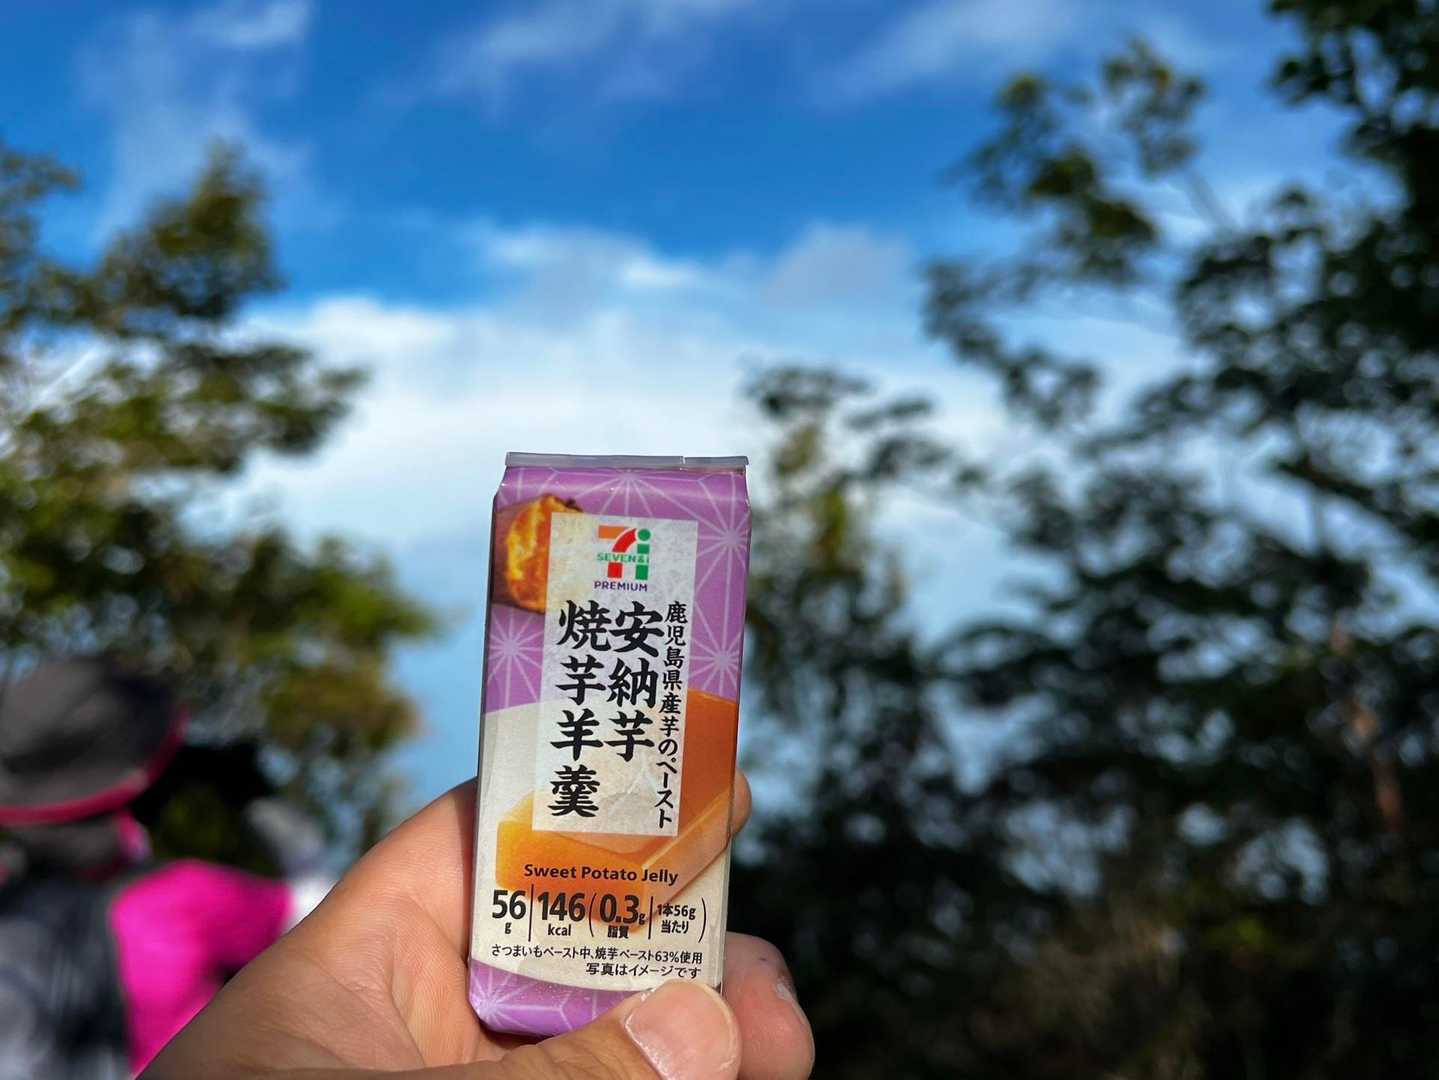 SEVEN&i
PREMIUM
鹿児島県産芋のペースト
安納芋
焼芋羊羹
Sweet Potato Jelly
56g 146kcal (0.3g 脂質 1本56g当たり)
さつまいもペースト中、焼芋ペースト63%使用
写真はイメージです